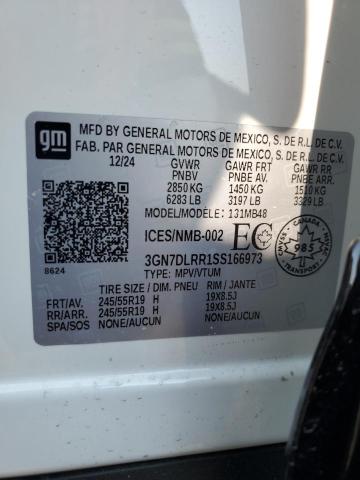 gm
MFD BY GENERAL MOTORS DE MEXICO, S. DE R.L. DE C.V.
FAB. PAR GENERAL MOTORS DE MEXICO, S. DE R.L. DE C.V.
12/24 GVWR GAWR FRT GAWR RR
PNBV PNBE AV. PNBE ARR.
2850 KG 1450 KG 1510 KG
6283 LB 3197 LB 3329 LB
MODEL/MODÈLE: 131MB48
ICES/NMB-002 EC
CANADA
985
3GN7DLRR1SS166973
TYPE: MPV/VTUM
8624
TIRE SIZE / DIM. PNEU RIM / JANTE
FRT/AV. 245/55R19 H 19X8.5J
RR/ARR. 245/55R19 H 19X8.5J
SPA/SOS NONE/AUCUN NONE/AUCUN